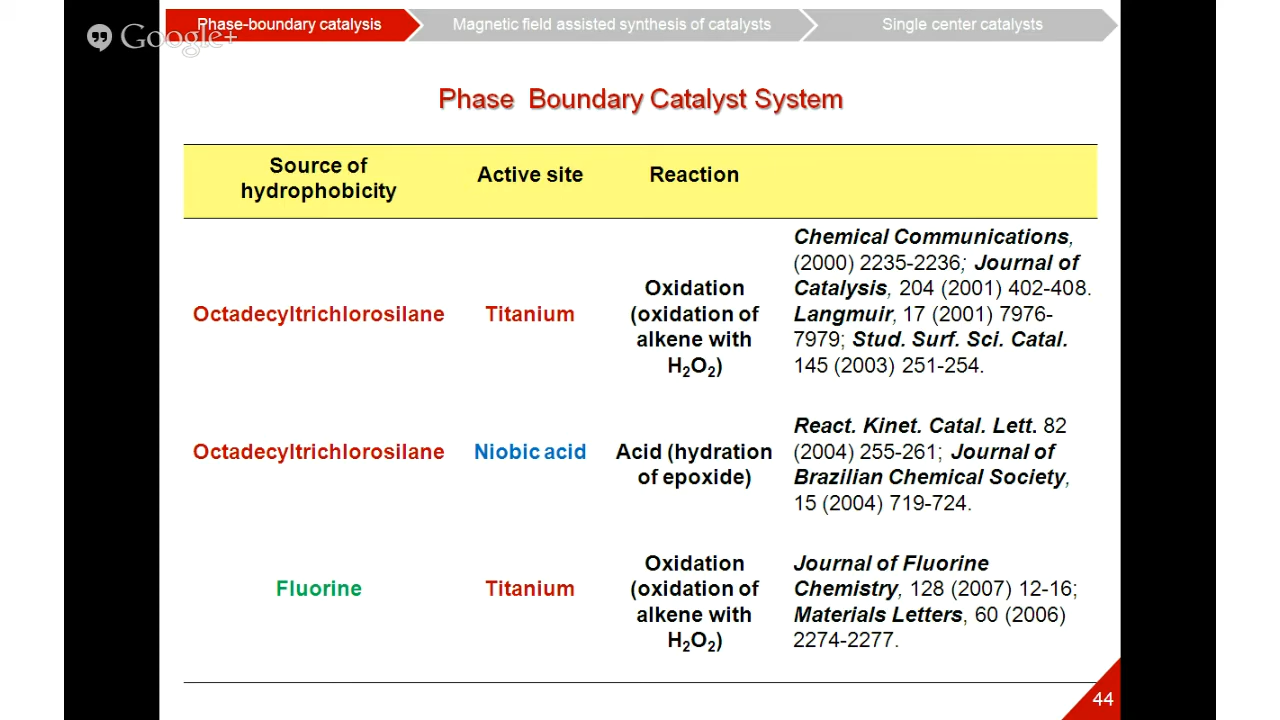 Phase-boundary catalysis
Magnetic field assisted synthesis of catalysts
Single center catalysts
Google+
Phase Boundary Catalyst System
Source of
hydrophobicity
Active site
Reaction
Octadecyltrichlorosilane
Titanium
Oxidation
(oxidation of
alkene with
H₂O₂)
Chemical Communications,
(2000) 2235-2236; Journal of
Catalysis, 204 (2001) 402-408.
Langmuir, 17 (2001) 7976-
7979; Stud. Surf. Sci. Catal.
145 (2003) 251-254.
Octadecyltrichlorosilane
Niobic acid
Acid (hydration
of epoxide)
React. Kinet. Catal. Lett. 82
(2004) 255-261; Journal of
Brazilian Chemical Society,
15 (2004) 719-724.
Fluorine
Titanium
Oxidation
(oxidation of
alkene with
H₂O₂)
Journal of Fluorine
Chemistry, 128 (2007) 12-16;
Materials Letters, 60 (2006)
2274-2277.
44